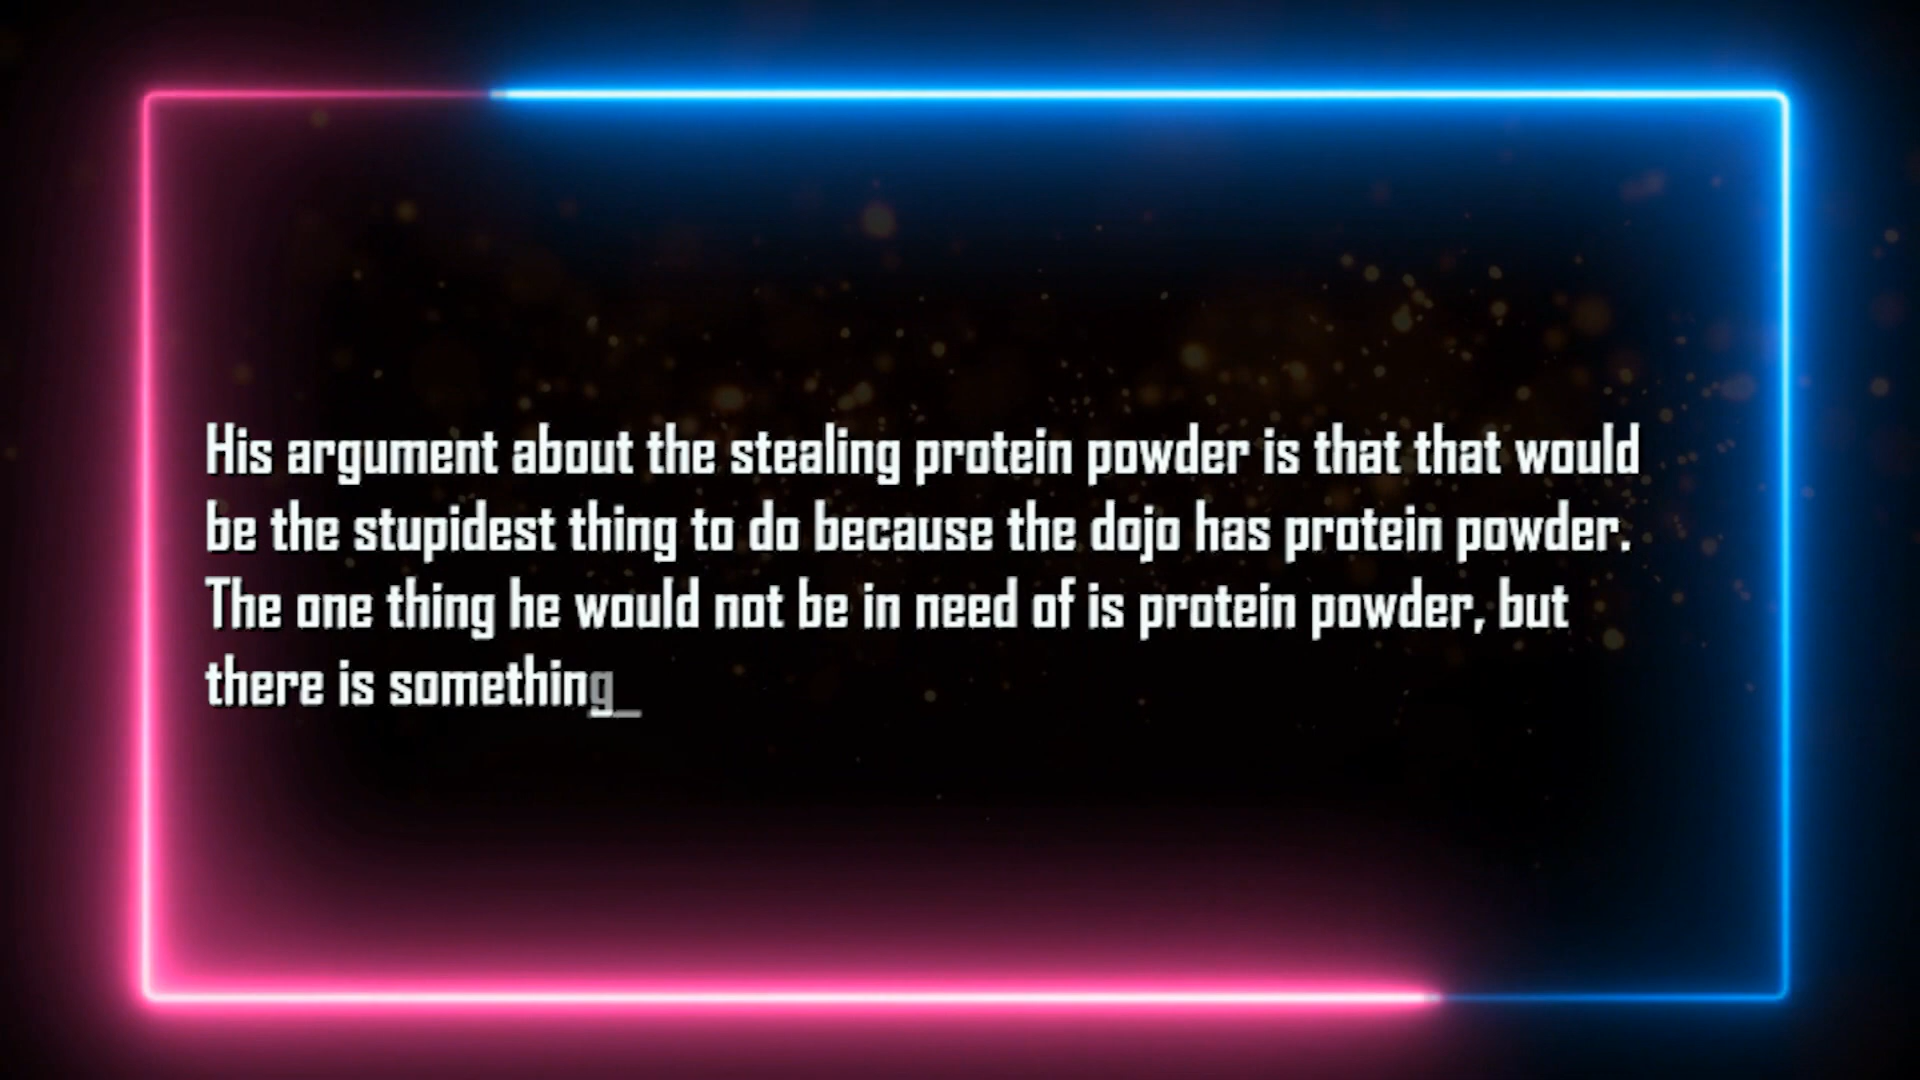 His argument about the stealing protein powder is that that would
be the stupidest thing to do because the dojo has protein powder.
The one thing he would not be in need of is protein powder, but
there is something_